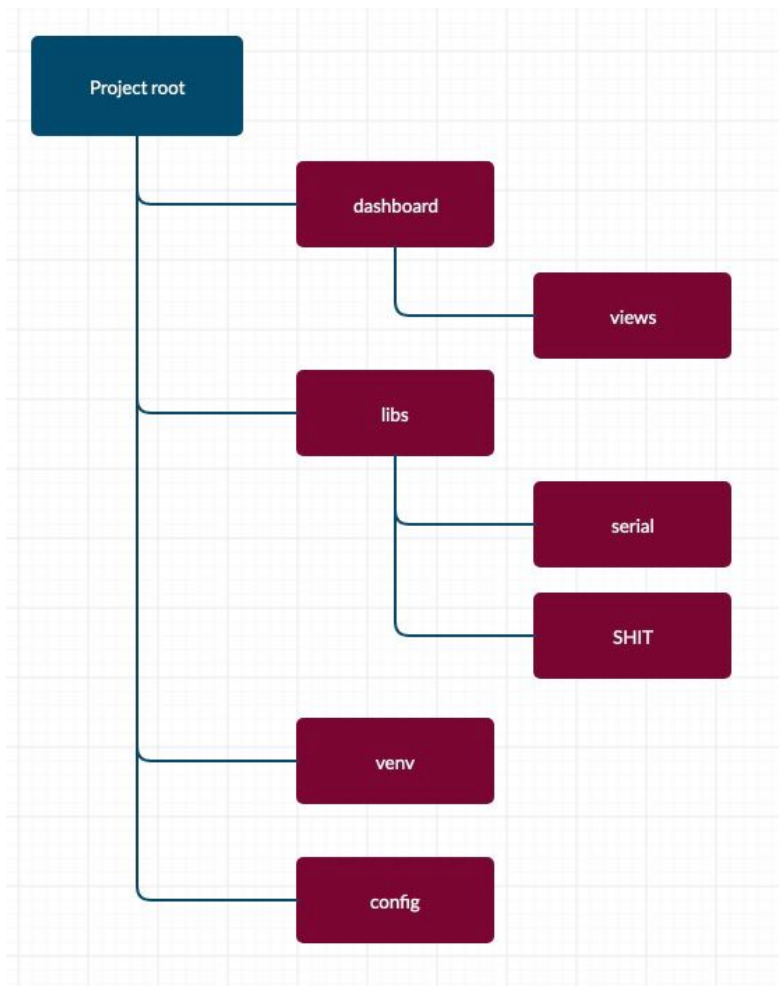 Project root
dashboard
views
libs
serial
SHIT
venv
config